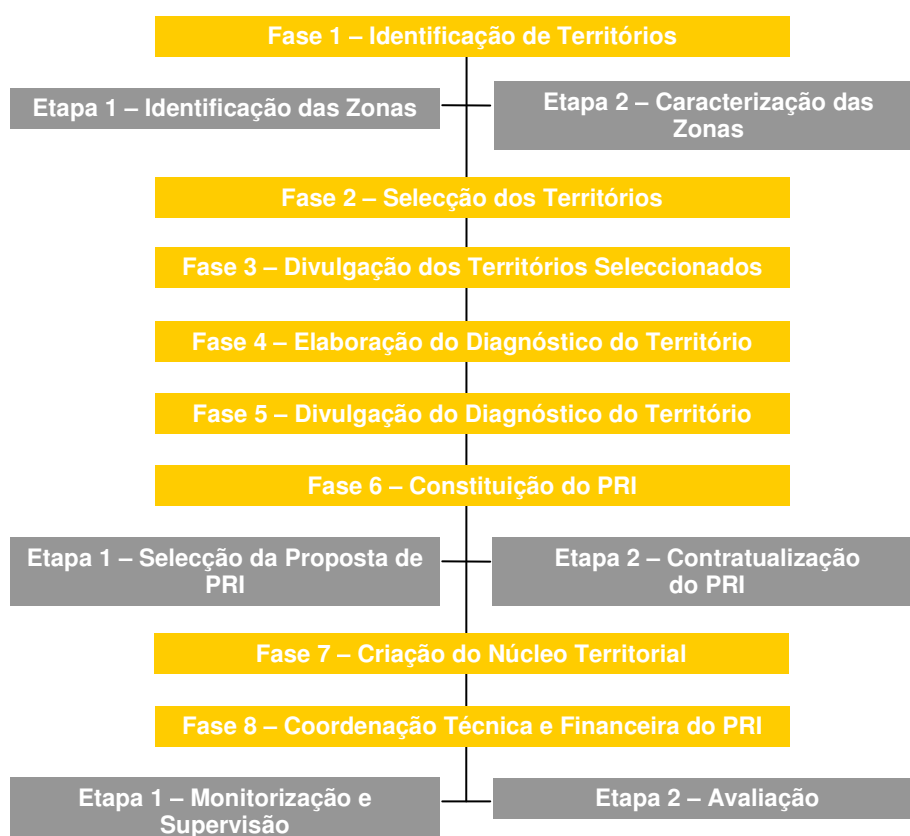 Fase 1 – Identificação de Territórios
Etapa 1 – Identificação das Zonas
Etapa 2 – Caracterização das
Zonas
Fase 2 – Selecção dos Territórios
Fase 3 – Divulgação dos Territórios Seleccionados
Fase 4 – Elaboração do Diagnóstico do Território
Fase 5 – Divulgação do Diagnóstico do Território
Fase 6 – Constituição do PRI
Etapa 1 – Selecção da Proposta de
PRI
Etapa 2 – Contratualização
do PRI
Fase 7 – Criação do Núcleo Territorial
Fase 8 – Coordenação Técnica e Financeira do PRI
Etapa 1 – Monitorização e
Supervisão
Etapa 2 – Avaliação